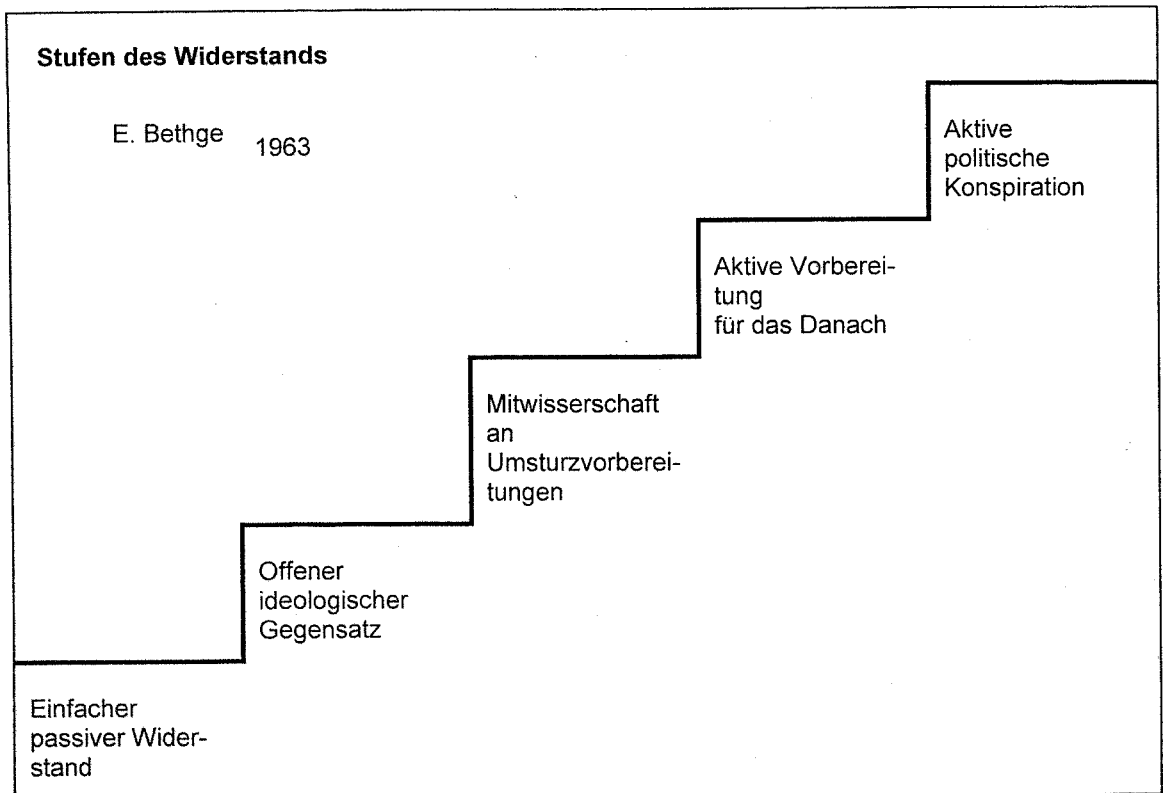 Stufen des Widerstands
E. Bethge 1963
Aktive
politische
Konspiration
Aktive Vorberei-
tung
für das Danach
Mitwisserschaft
an
Umsturzvorberei-
tungen
Offener
ideologischer
Gegensatz
Einfacher
passiver Wider-
stand